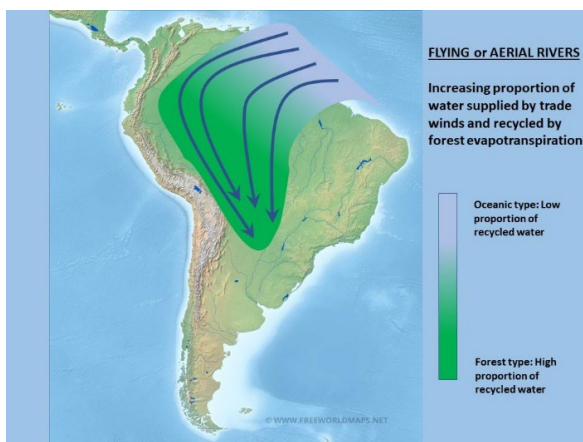 FLYING or AERIAL RIVERS
Increasing proportion of
water supplied by trade
winds and recycled by
forest evapotranspiration
Oceanic type: Low
proportion of
recycled water
Forest type: High
proportion of
recycled water
© WWW.FREEWORLDMAPS.NET